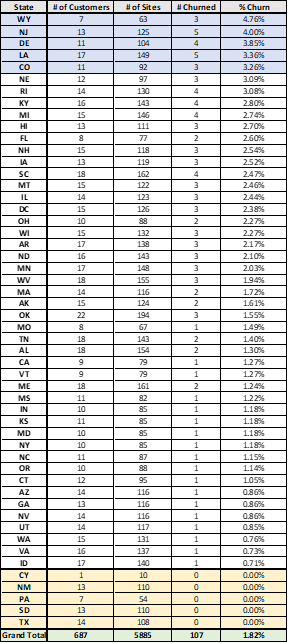 State # of Customers # of Sites # Churned % Churn
WY 7 63 3 4.76%
NJ 13 125 5 4.00%
DE 11 104 4 3.85%
LA 17 149 5 3.36%
CO 11 92 3 3.26%
NE 12 97 3 3.09%
RI 14 130 4 3.08%
KY 16 143 4 2.80%
MI 15 146 4 2.74%
HI 13 111 3 2.70%
FL 8 77 2 2.60%
NH 15 118 3 2.54%
IA 13 119 3 2.52%
SC 18 162 4 2.47%
MT 15 122 3 2.46%
IL 14 123 3 2.44%
DC 15 126 3 2.38%
OH 10 88 2 2.27%
WI 15 132 3 2.27%
AR 17 138 3 2.17%
ND 16 143 3 2.10%
MN 17 148 3 2.03%
WV 18 155 3 1.94%
MA 14 116 2 1.72%
AK 15 124 2 1.61%
OK 22 194 3 1.55%
MO 8 67 1 1.49%
TN 18 143 2 1.40%
AL 18 154 2 1.30%
CA 9 79 1 1.27%
VT 9 79 1 1.27%
ME 18 161 2 1.24%
MS 11 82 1 1.22%
IN 10 85 1 1.18%
KS 11 85 1 1.18%
MD 10 85 1 1.18%
NY 10 85 1 1.18%
NC 11 87 1 1.15%
OR 10 88 1 1.14%
CT 12 95 1 1.05%
AZ 14 116 1 0.86%
GA 13 116 1 0.86%
NV 14 116 1 0.86%
UT 14 117 1 0.85%
WA 15 131 1 0.76%
VA 16 137 1 0.73%
ID 17 140 1 0.71%
CY 1 10 0 0.00%
NM 13 110 0 0.00%
PA 7 54 0 0.00%
SD 13 110 0 0.00%
TX 14 108 0 0.00%
Grand Total 687 5885 107 1.82%